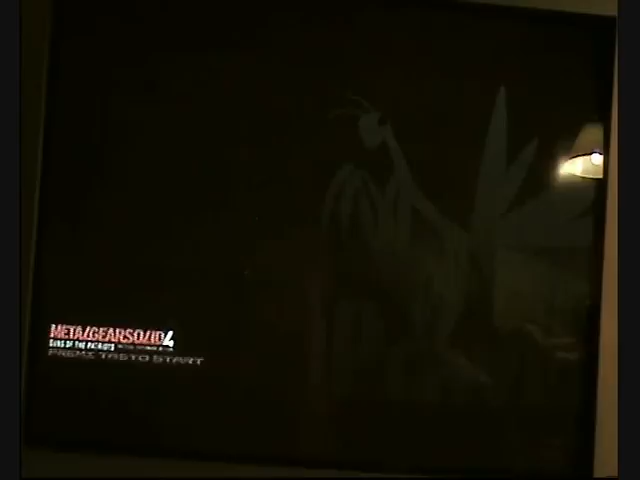 METAL GEAR SOLID 4
GUNS OF THE PATRIOTS
PREMI TASTO START